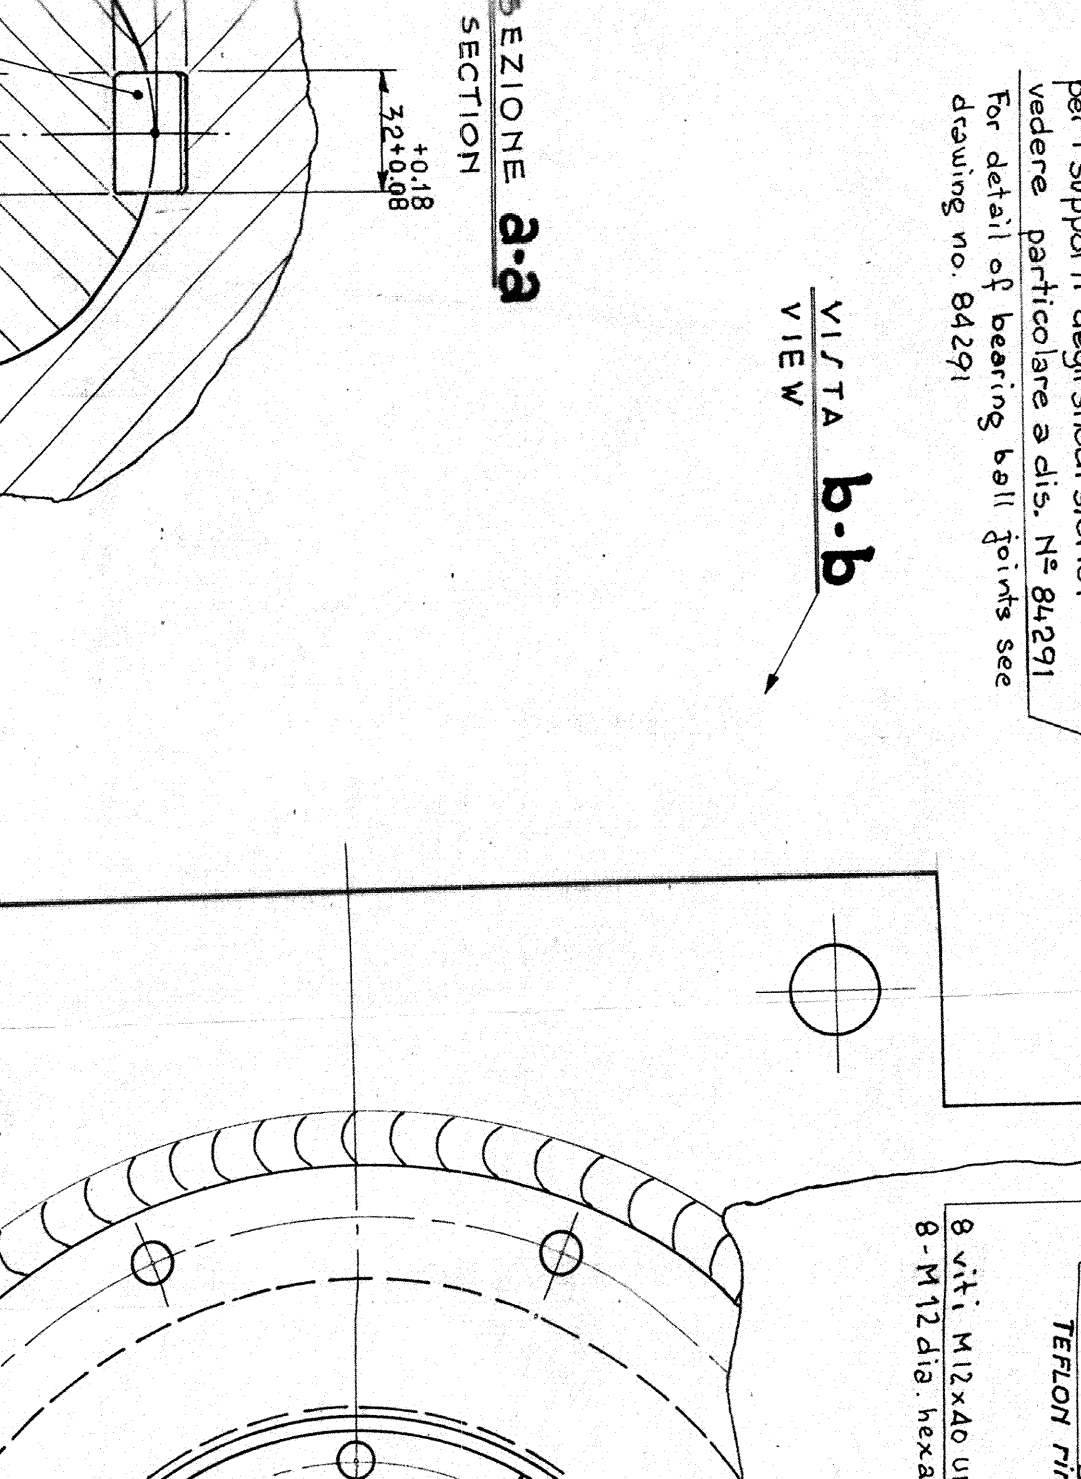 vedere particolare a dis. N° 84291
For detail of bearing ball joints see
drawing no. 84291
VISTA b-b
VIEW
SEZIONE a-a
SECTION
+0.18
32+0.08
TEFLON
8 viti M12x40
8-M12 dia. hexa